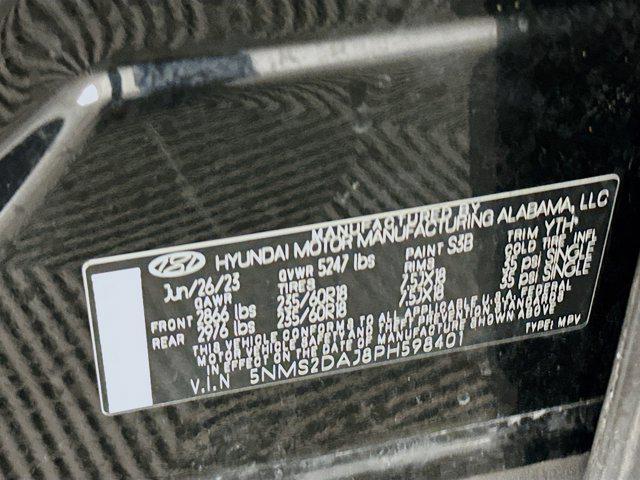 MANUFACTURED BY
HYUNDAI MOTOR MANUFACTURING ALABAMA, LLC
Jun/26/23 GVWR 5247 lbs PAINT S3B TRIM YTH
GAWR TIRES RIMS COLD TIRE INFL
FRONT 2866 lbs 235/60R18 7.5JX18 35 psi SINGLE
REAR 2976 lbs 235/60R18 7.5JX18 35 psi SINGLE
THIS VEHICLE CONFORMS TO ALL APPLICABLE U.S.A. FEDERAL
MOTOR VEHICLE SAFETY AND THEFT PREVENTION STANDARDS
IN EFFECT ON THE DATE OF MANUFACTURE SHOWN ABOVE
V.I.N 5NMS2DAJ8PH598401 TYPE: MPV